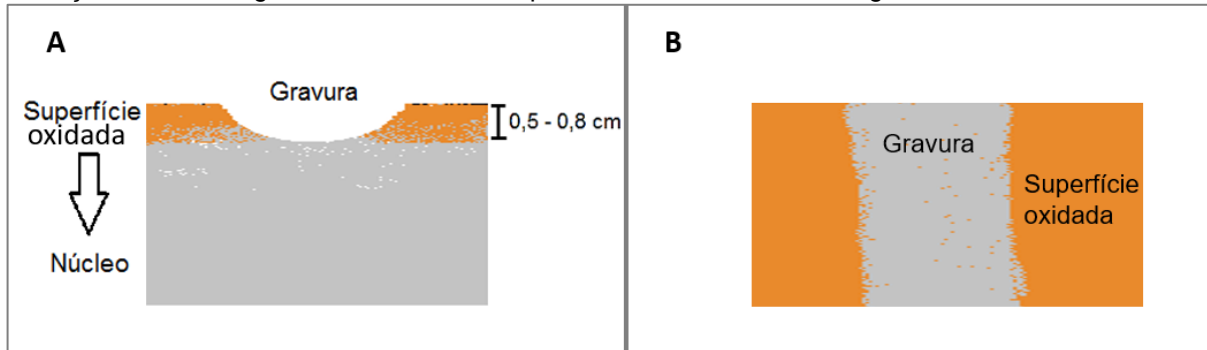 A
Gravura
Superfície
oxidada
0,5 - 0,8 cm
Núcleo
B
Gravura
Superfície
oxidada